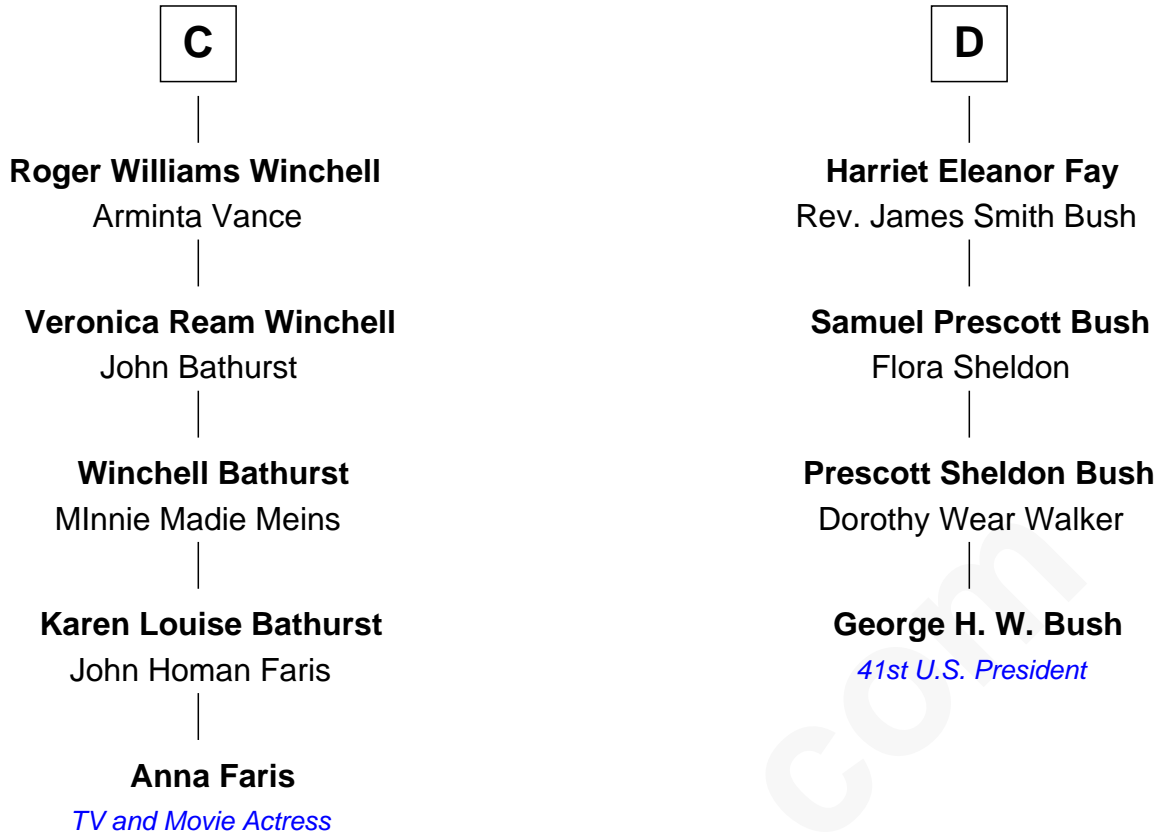 C
Roger Williams Winchell
Arminta Vance
Veronica Ream Winchell
John Bathurst
Winchell Bathurst
MInnie Madie Meins
Karen Louise Bathurst
John Homan Faris
Anna Faris
TV and Movie Actress
D
Harriet Eleanor Fay
Rev. James Smith Bush
Samuel Prescott Bush
Flora Sheldon
Prescott Sheldon Bush
Dorothy Wear Walker
George H. W. Bush
41st U.S. President
com